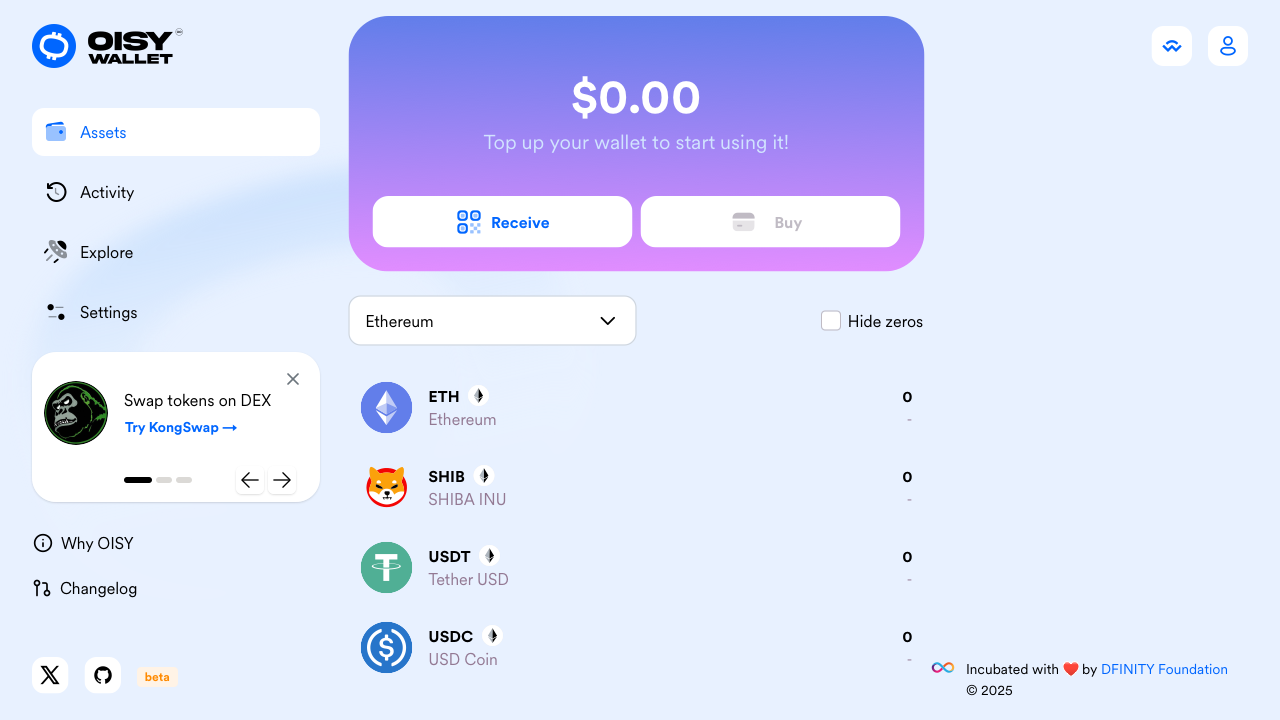 OISY
WALLET
Assets
Activity
Explore
Settings
Swap tokens on DEX
Try KongSwap →
Why OISY
Changelog
beta
$0.00
Top up your wallet to start using it!
Receive
Buy
Ethereum
Hide zeros
ETH
0
Ethereum
-
SHIB
0
SHIBA INU
-
USDT
0
Tether USD
-
USDC
0
USD Coin
-
Incubated with ❤️ by DFINITY Foundation
© 2025